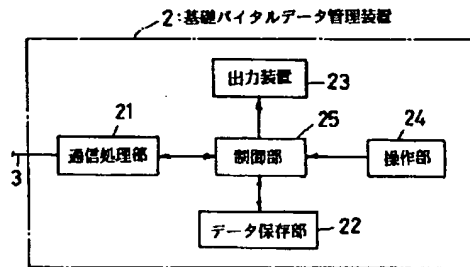 2:基礎バイタルデータ管理装置
出力装置
23
21
25
24
通信処理部
制御部
操作部
3
データ保存部
22